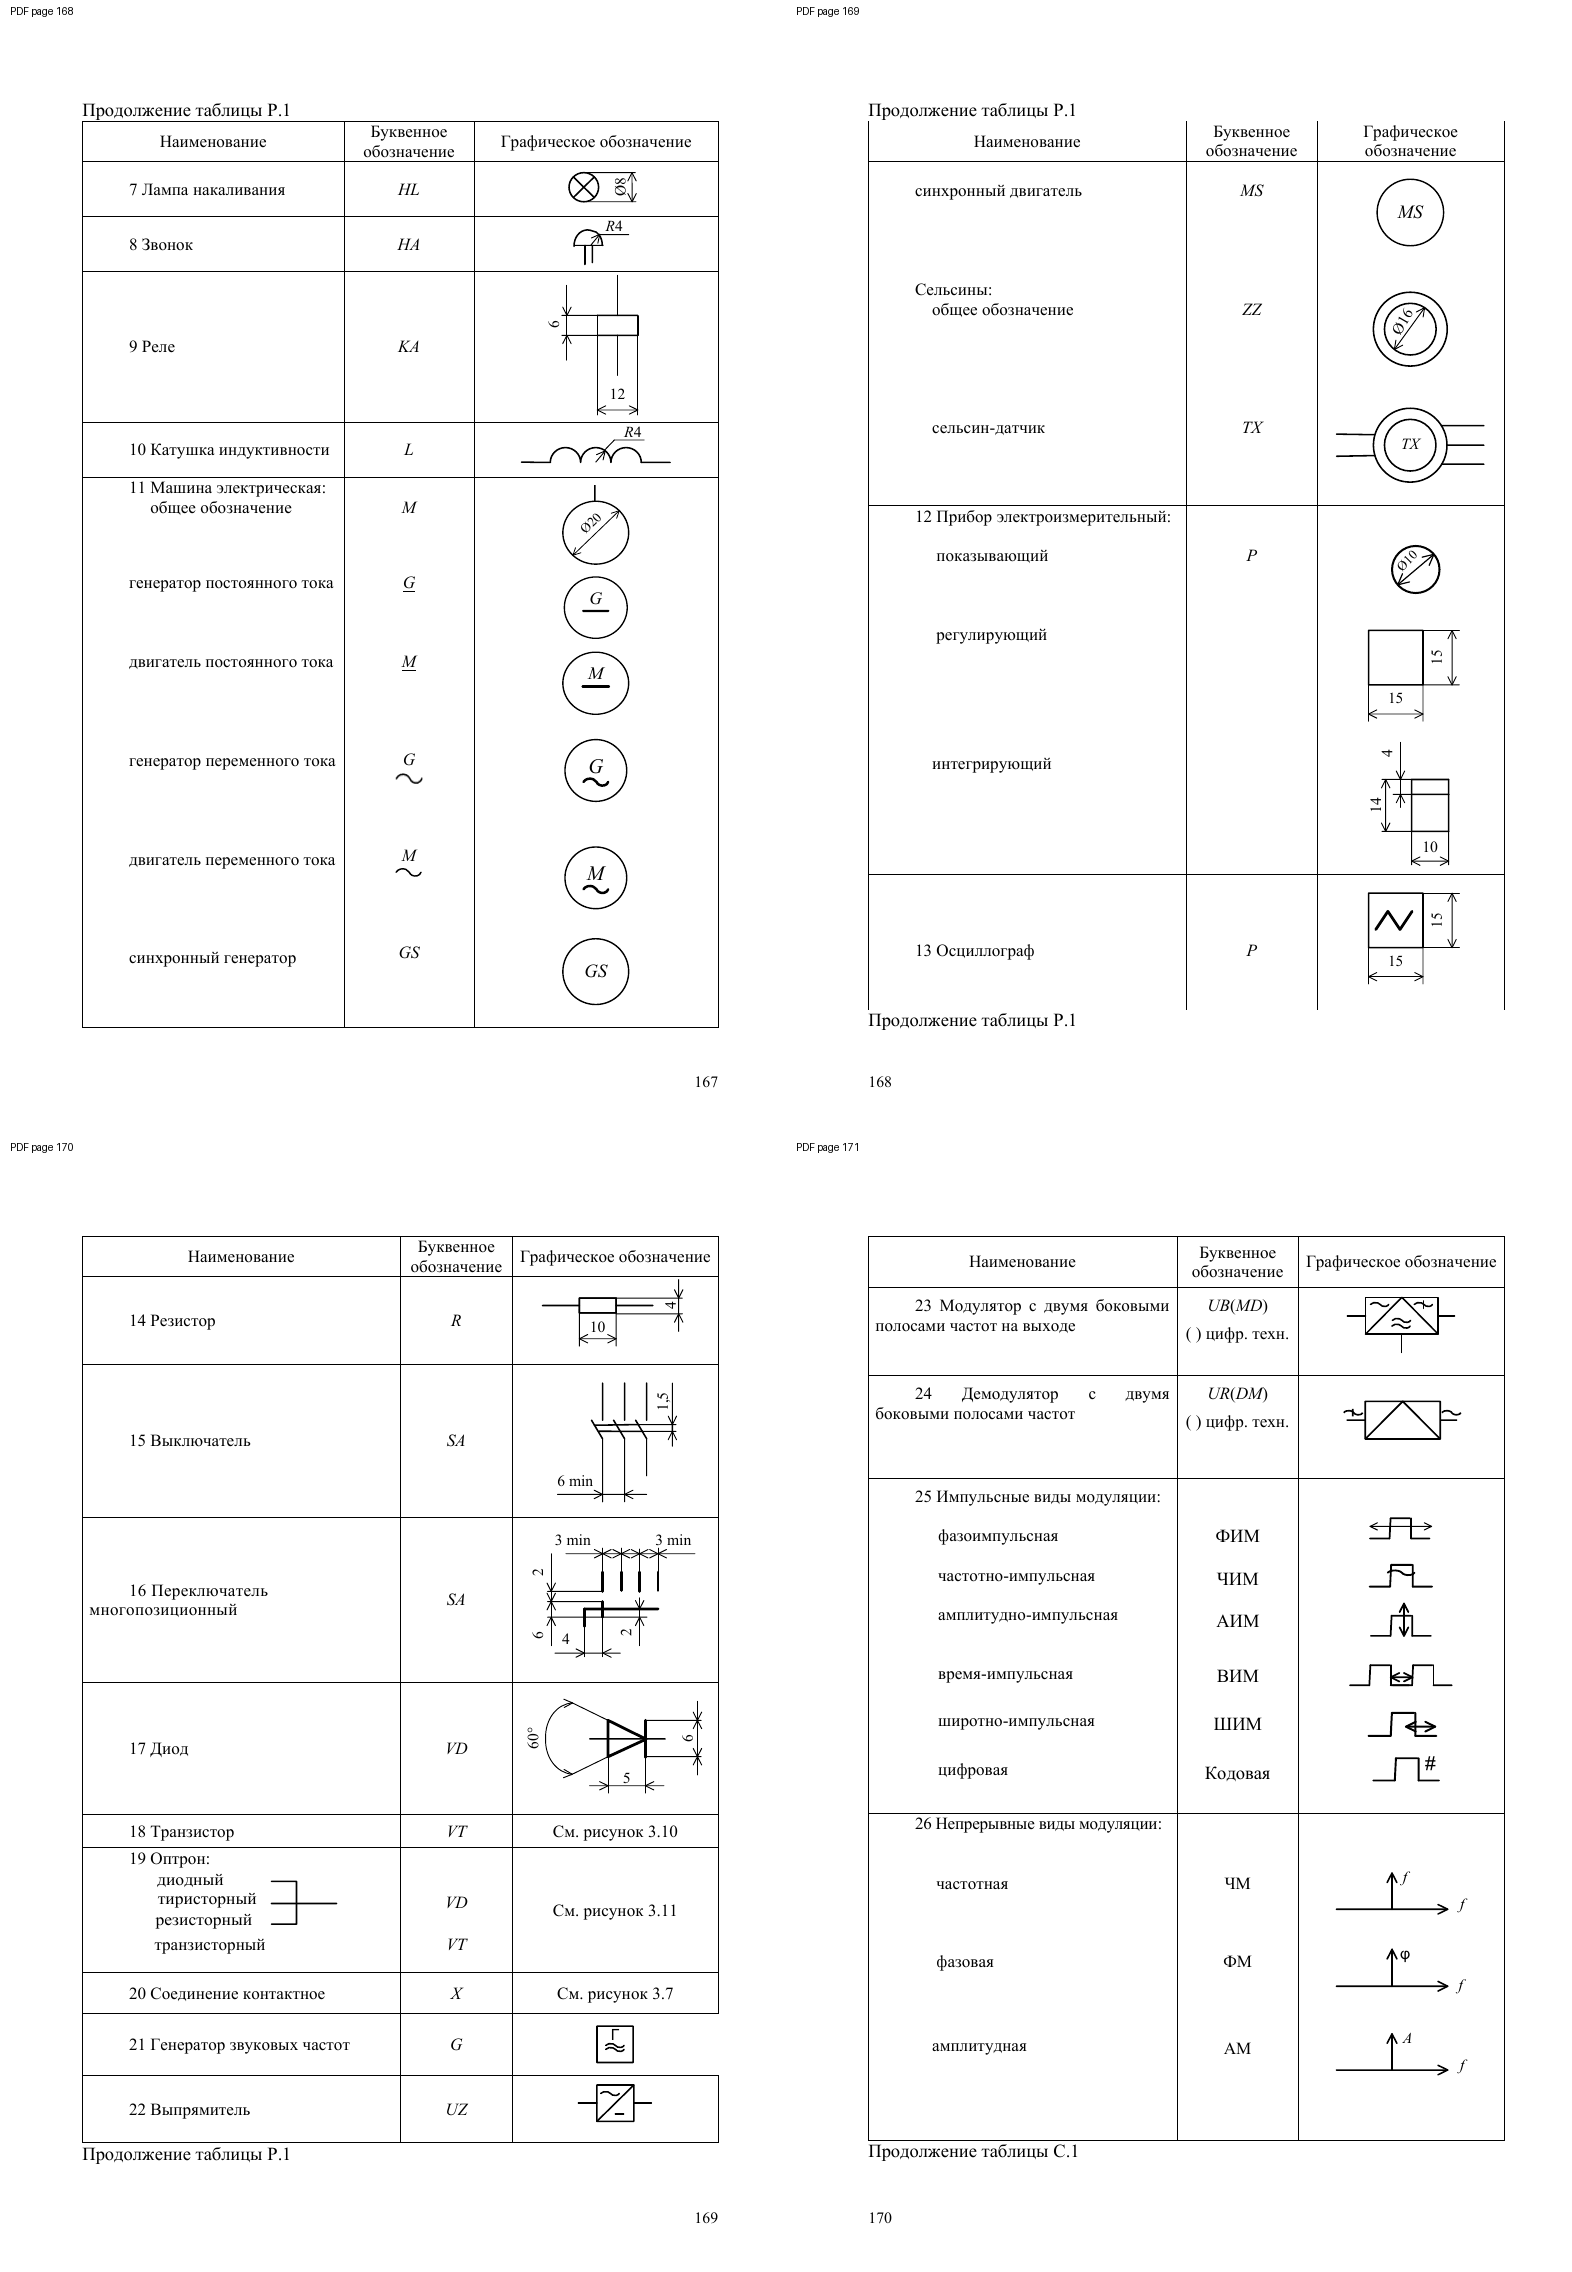 PDF page 168
Продолжение таблицы Р.1
Наименование
Буквенное
обозначение
Графическое обозначение
7 Лампа накаливания
HL
Ø8
8 Звонок
HA
R4
9 Реле
KA
6
12
10 Катушка индуктивности
L
R4
11 Машина электрическая:
общее обозначение
M
Ø20
генератор постоянного тока
G
G
двигатель постоянного тока
M
M
генератор переменного тока
G
G
двигатель переменного тока
M
M
синхронный генератор
GS
GS
167
PDF page 169
Продолжение таблицы Р.1
Наименование
Буквенное
обозначение
Графическое
обозначение
синхронный двигатель
MS
MS
Сельсины:
общее обозначение
ZZ
Ø16
сельсин-датчик
TX
TX
12 Прибор электроизмерительный:
показывающий
P
Ø10
регулирующий
15
15
интегрирующий
4
14
10
13 Осциллограф
P
15
15
Продолжение таблицы Р.1
168
PDF page 170
Наименование
Буквенное
обозначение
Графическое обозначение
14 Резистор
R
4
10
15 Выключатель
SA
1,5
6 min
16 Переключатель
многопозиционный
SA
3 min 3 min
2
6 4 2
17 Диод
VD
60°
6
5
18 Транзистор
VT
См. рисунок 3.10
19 Оптрон:
диодный
тиристорный
резисторный
VD
См. рисунок 3.11
транзисторный
VT
20 Соединение контактное
X
См. рисунок 3.7
21 Генератор звуковых частот
G
Г
22 Выпрямитель
UZ
Продолжение таблицы Р.1
169
PDF page 171
Наименование
Буквенное
обозначение
Графическое обозначение
23 Модулятор с двумя боковыми
полосами частот на выходе
UB(MD)
( ) цифр. техн.
24 Демодулятор с двумя
боковыми полосами частот
UR(DM)
( ) цифр. техн.
25 Импульсные виды модуляции:
фазоимпульсная
ФИМ
частотно-импульсная
ЧИМ
амплитудно-импульсная
АИМ
время-импульсная
ВИМ
широтно-импульсная
ШИМ
цифровая
Кодовая
#
26 Непрерывные виды модуляции:
частотная
ЧМ
f
f
фазовая
ФМ
φ
f
амплитудная
АМ
A
f
Продолжение таблицы С.1
170